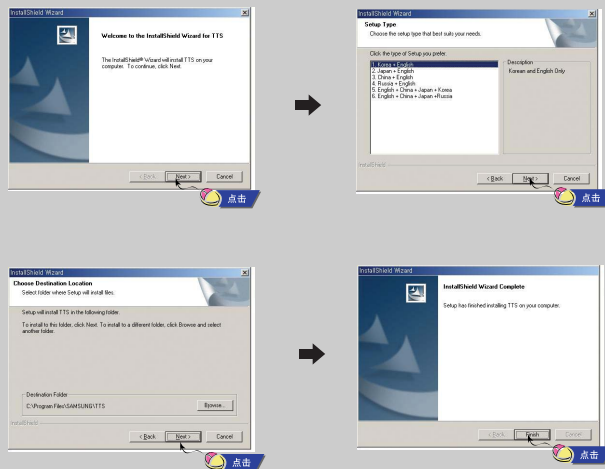 InstallShield Wizard
Welcome to the InstallShield Wizard for TTS
The InstallShield® Wizard will install TTS on your
computer. To continue, click Next.
< Back
Next >
Cancel
点击
InstallShield Wizard
Setup Type
Choose the setup type that best suits your needs.
Click the type of Setup you prefer.
1. Korea + English
2. Japan + English
3. China + English
4. Russia + English
5. English + China + Japan + Korea
6. English + China + Japan +Russia
Description
Korean and English Only
InstallShield
< Back
Next >
Cancel
点击
InstallShield Wizard
Choose Destination Location
Select folder where Setup will install files.
Setup will install TTS in the following folder.
To install to this folder, click Next. To install to a different folder, click Browse and select
another folder.
Destination Folder
C:\Program Files\SAMSUNG\TTS
Browse...
InstallShield
< Back
Next >
Cancel
点击
InstallShield Wizard
InstallShield Wizard Complete
Setup has finished installing TTS on your computer.
< Back
Finish
Cancel
点击